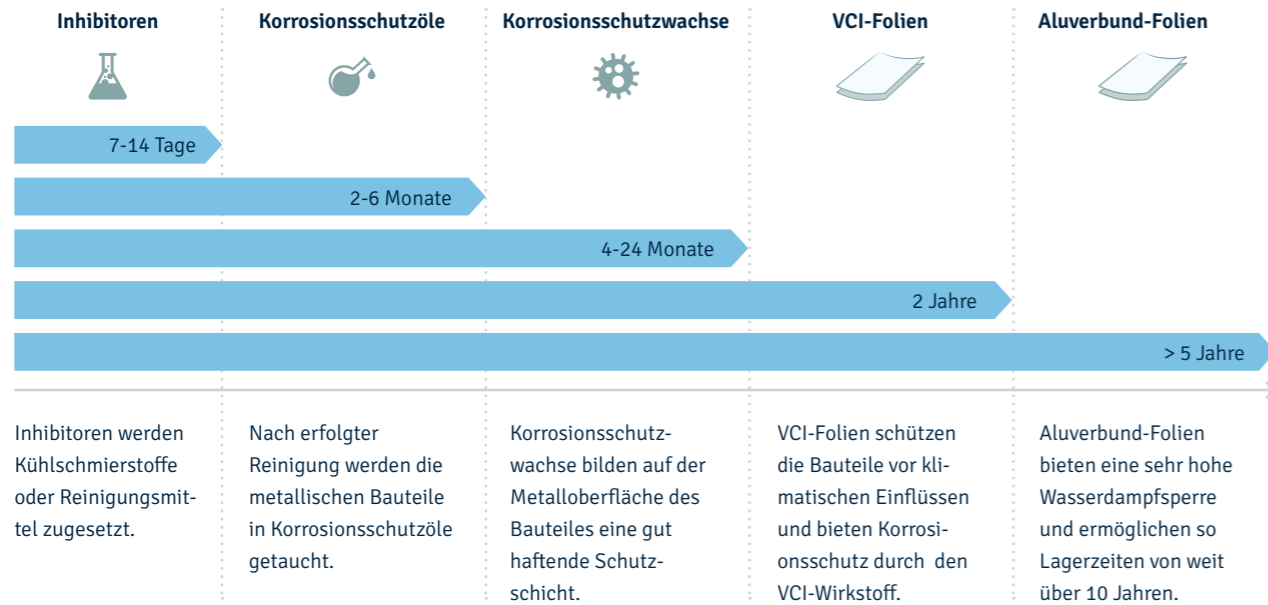 Inhibitoren
Korrosionsschutzöle
Korrosionsschutzwachse
VCI-Folien
Aluverbund-Folien
7-14 Tage
2-6 Monate
4-24 Monate
2 Jahre
> 5 Jahre
Inhibitoren werden
Kühlschmierstoffe
oder Reinigungsmit-
tel zugesetzt.
Nach erfolgter
Reinigung werden die
metallischen Bauteile
in Korrosionsschutzöle
getaucht.
Korrosionsschutz-
wachse bilden auf der
Metalloberfläche des
Bauteiles eine gut
haftende Schutz-
schicht.
VCI-Folien schützen
die Bauteile vor kli-
matischen Einflüssen
und bieten Korrosi-
onsschutz durch  den
VCI-Wirkstoff.
Aluverbund-Folien
bieten eine sehr hohe
Wasserdampfsperre
und ermöglichen so
Lagerzeiten von weit
über 10 Jahren.